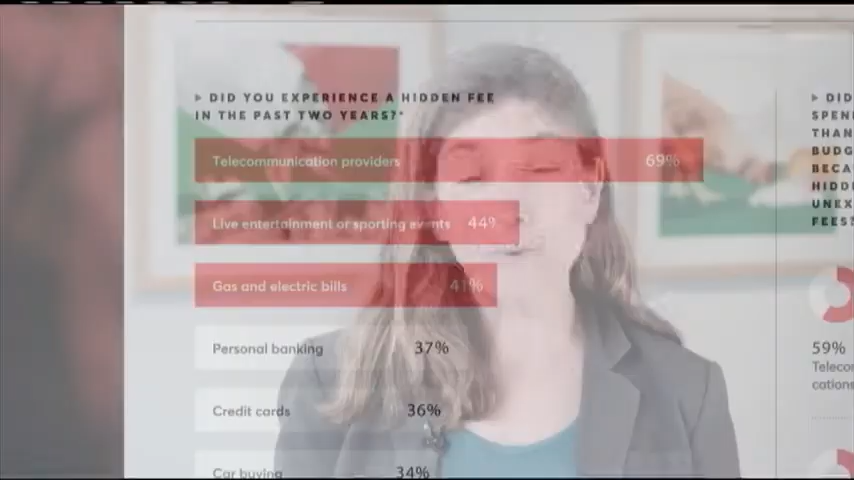 ▸ DID YOU EXPERIENCE A HIDDEN FEE
IN THE PAST TWO YEARS?*
Telecommunication providers 69%
Live entertainment or sporting events 44%
Gas and electric bills 41%
Personal banking 37%
Credit cards 36%
Car buying 34%
▸ DID
SPEN
THAN
BUDG
BECA
HIDD
UNEX
FEES?
59%
Teleco
cations